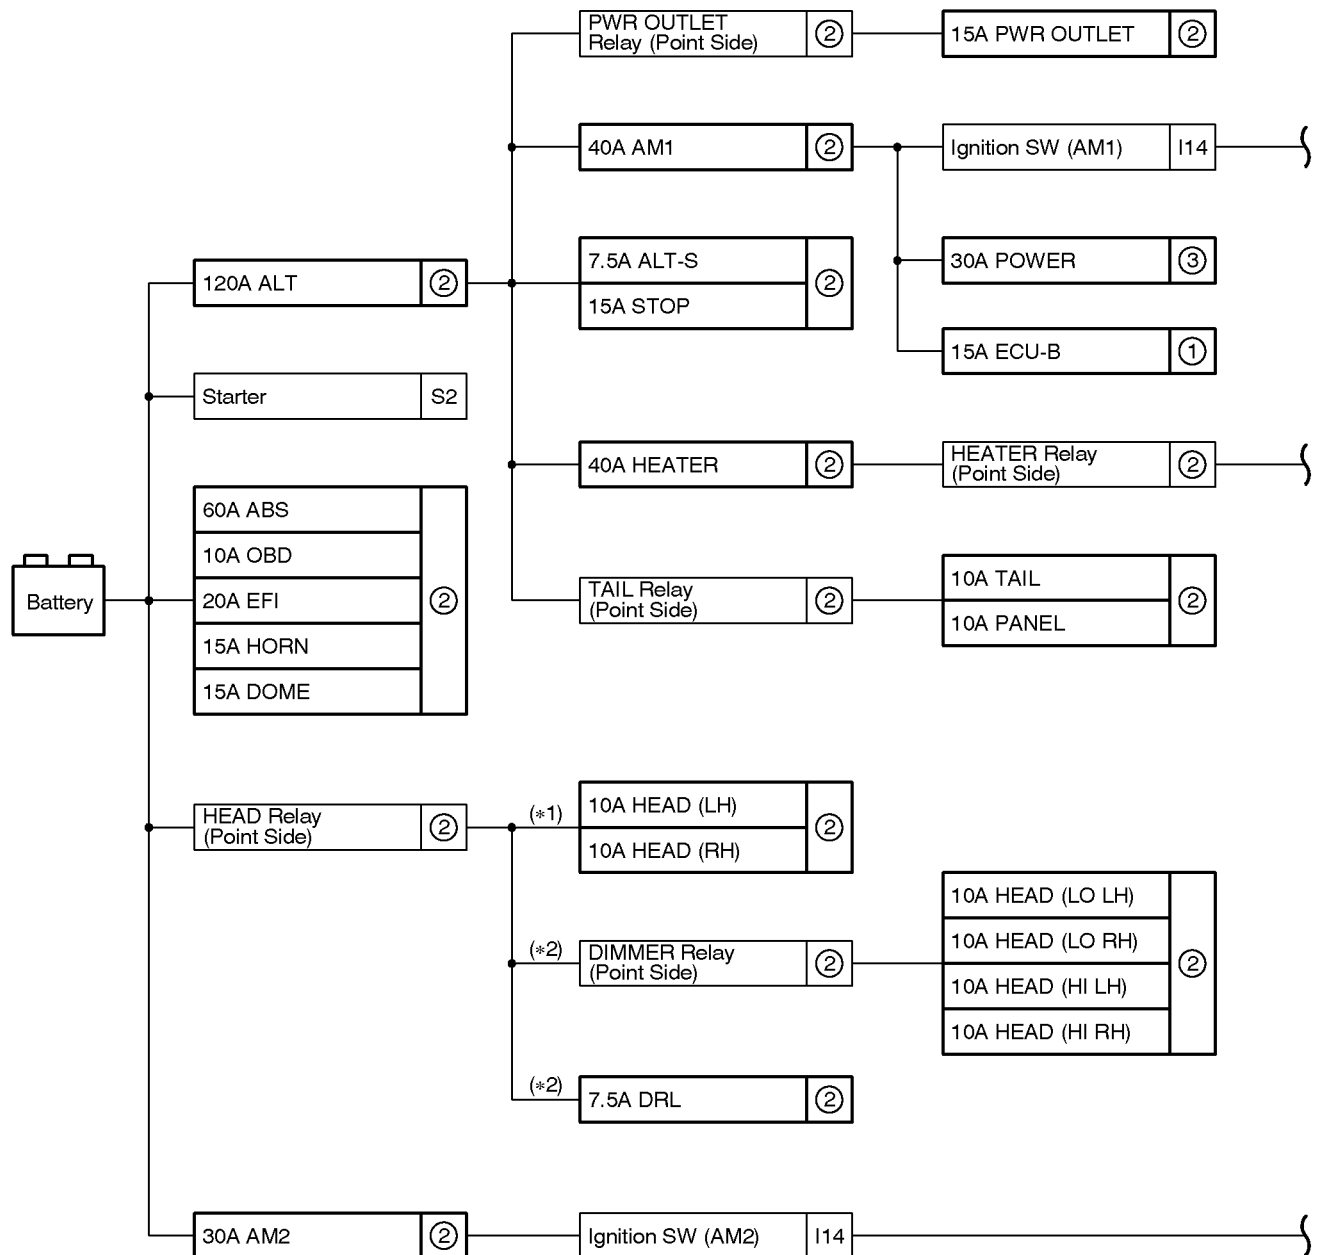 PWR OUTLET
Relay (Point Side)
②
15A PWR OUTLET
②
40A AM1
②
Ignition SW (AM1)
I14
7.5A ALT-S
15A STOP
②
30A POWER
③
120A ALT
②
15A ECU-B
①
Starter
S2
40A HEATER
②
HEATER Relay
(Point Side)
②
60A ABS
10A OBD
20A EFI
15A HORN
15A DOME
②
Battery
TAIL Relay
(Point Side)
②
10A TAIL
10A PANEL
②
HEAD Relay
(Point Side)
②
(*1)
10A HEAD (LH)
10A HEAD (RH)
②
(*2)
DIMMER Relay
(Point Side)
②
10A HEAD (LO LH)
10A HEAD (LO RH)
10A HEAD (HI LH)
10A HEAD (HI RH)
②
(*2)
7.5A DRL
②
30A AM2
②
Ignition SW (AM2)
I14